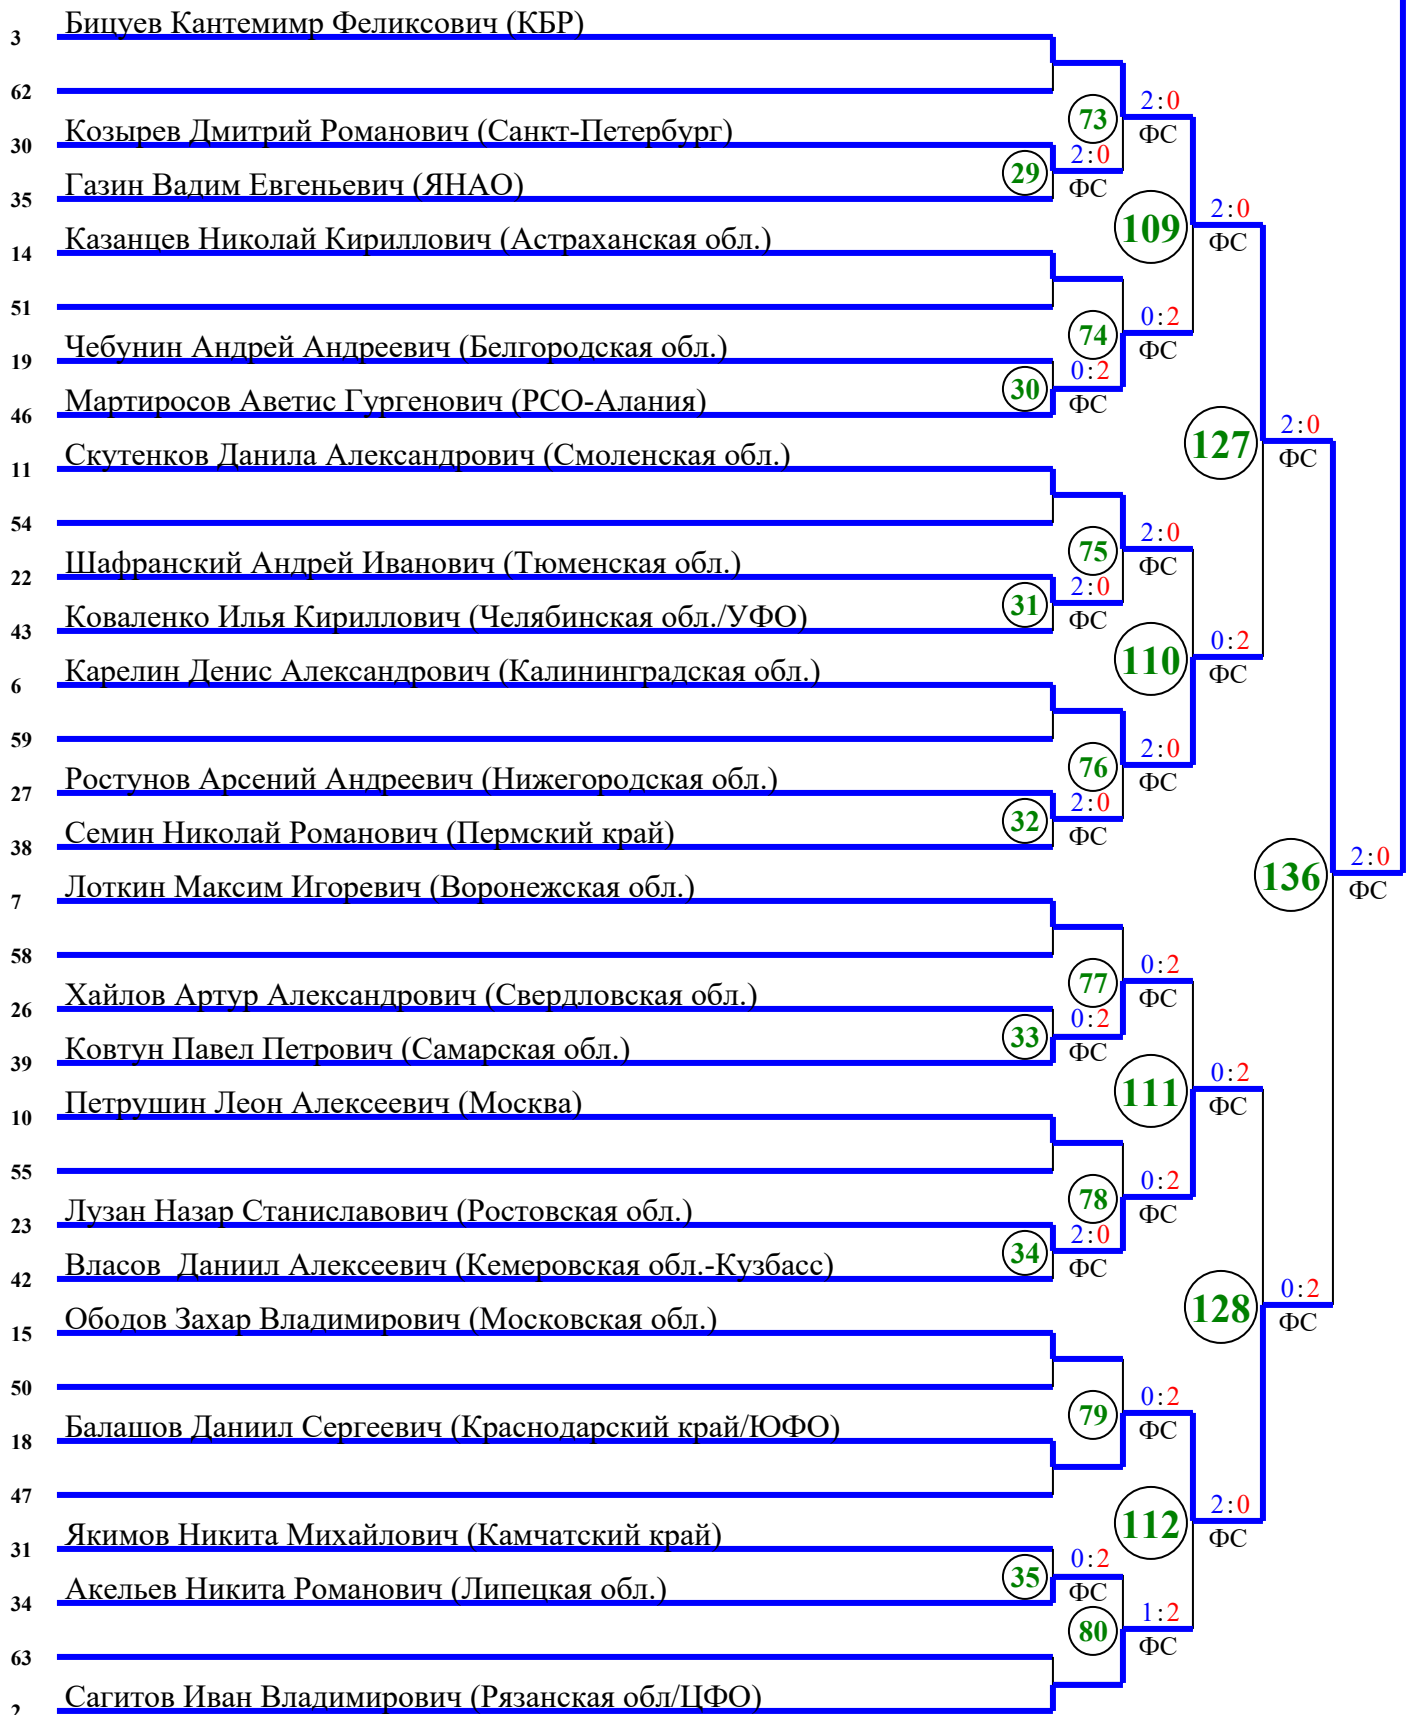 Бицуев Кантемимр Феликсович (КБР)
3
62
73 2:0
ФС
Козырев Дмитрий Романович (Санкт-Петербург)
30
29 2:0
ФС
Газин Вадим Евгеньевич (ЯНАО)
35
109 2:0
ФС
Казанцев Николай Кириллович (Астраханская обл.)
14
51
74 0:2
ФС
Чебунин Андрей Андреевич (Белгородская обл.)
19
30 0:2
ФС
Мартиросов Аветис Гургенович (РСО-Алания)
46
127 2:0
ФС
Скутенков Данила Александрович (Смоленская обл.)
11
54
75 2:0
ФС
Шафранский Андрей Иванович (Тюменская обл.)
22
31 2:0
ФС
Коваленко Илья Кириллович (Челябинская обл./УФО)
43
110 0:2
ФС
Карелин Денис Александрович (Калининградская обл.)
6
59
76 2:0
ФС
Ростунов Арсений Андреевич (Нижегородская обл.)
27
32 2:0
ФС
Семин Николай Романович (Пермский край)
38
136 2:0
ФС
Лоткин Максим Игоревич (Воронежская обл.)
7
58
77 0:2
ФС
Хайлов Артур Александрович (Свердловская обл.)
26
33 0:2
ФС
Ковтун Павел Петрович (Самарская обл.)
39
111 0:2
ФС
Петрушин Леон Алексеевич (Москва)
10
55
78 0:2
ФС
Лузан Назар Станиславович (Ростовская обл.)
23
34 2:0
ФС
Власов  Даниил Алексеевич (Кемеровская обл.-Кузбасс)
42
128 0:2
ФС
Ободов Захар Владимирович (Московская обл.)
15
50
79 0:2
ФС
Балашов Даниил Сергеевич (Краснодарский край/ЮФО)
18
47
112 2:0
ФС
Якимов Никита Михайлович (Камчатский край)
31
35 0:2
ФС
Акельев Никита Романович (Липецкая обл.)
34
80 1:2
ФС
63
Сагитов Иван Владимирович (Рязанская обл/ЦФО)
2